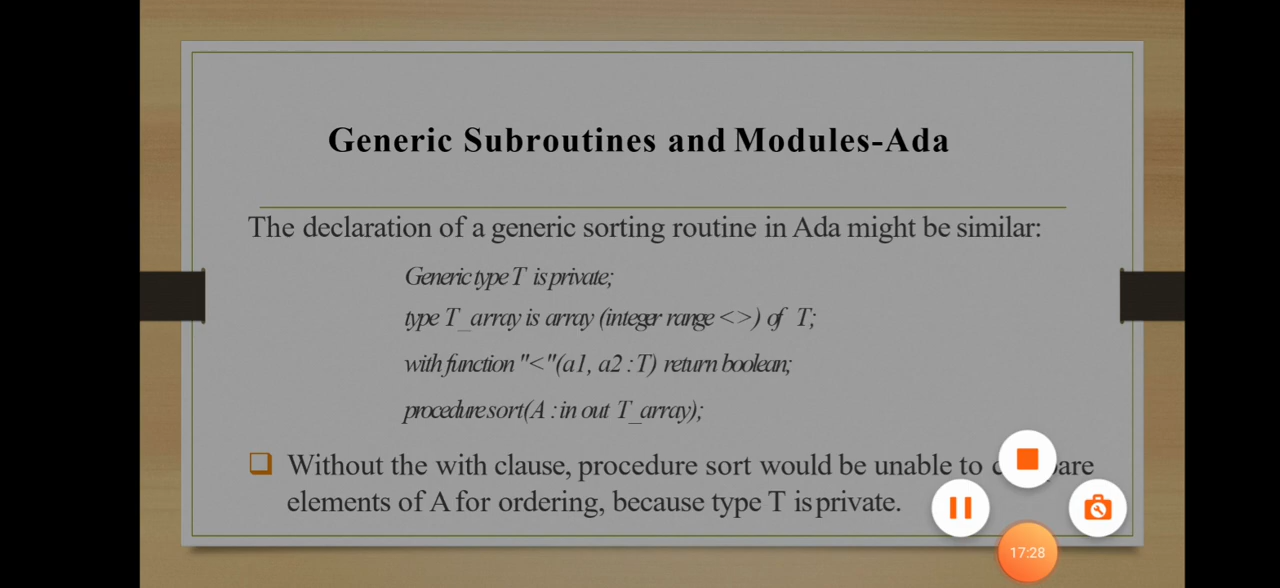 Generic Subroutines and Modules-Ada
The declaration of a generic sorting routine in Ada might be similar:
Generic type T is private;
type T_array is array (integer range <>) of T;
with function "<"(a1, a2 : T) return boolean;
procedure sort(A : in out T_array);
Without the with clause, procedure sort would be unable to
elements of A for ordering, because type T is private.
17:28